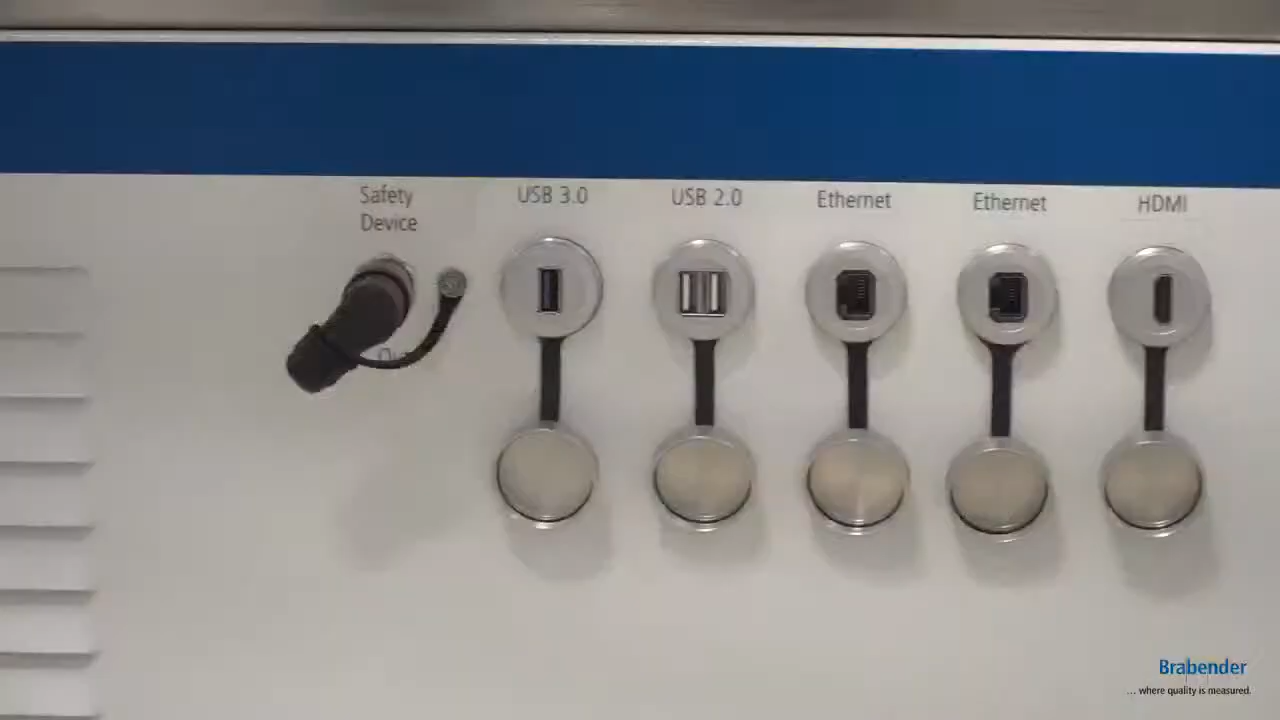 Safety
Device
USB 3.0
USB 2.0
Ethernet
Ethernet
HDMI
Brabender
... where quality is measured.